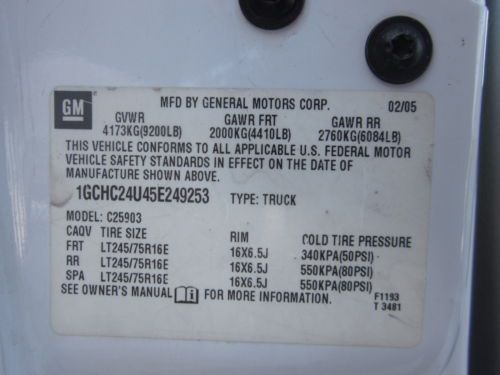 GM MFD BY GENERAL MOTORS CORP. 02/05
GVWR GAWR FRT GAWR RR
4173KG(9200LB) 2000KG(4410LB) 2760KG(6084LB)
THIS VEHICLE CONFORMS TO ALL APPLICABLE U.S. FEDERAL MOTOR
VEHICLE SAFETY STANDARDS IN EFFECT ON THE DATE OF
MANUFACTURE SHOWN ABOVE.
1GCHC24U45E249253 TYPE: TRUCK
MODEL: C25903
CAQV TIRE SIZE RIM COLD TIRE PRESSURE
FRT LT245/75R16E 16X6.5J 340KPA(50PSI)
RR LT245/75R16E 16X6.5J 550KPA(80PSI)
SPA LT245/75R16E 16X6.5J 550KPA(80PSI)
SEE OWNER'S MANUAL FOR MORE INFORMATION. F1193
T 3481